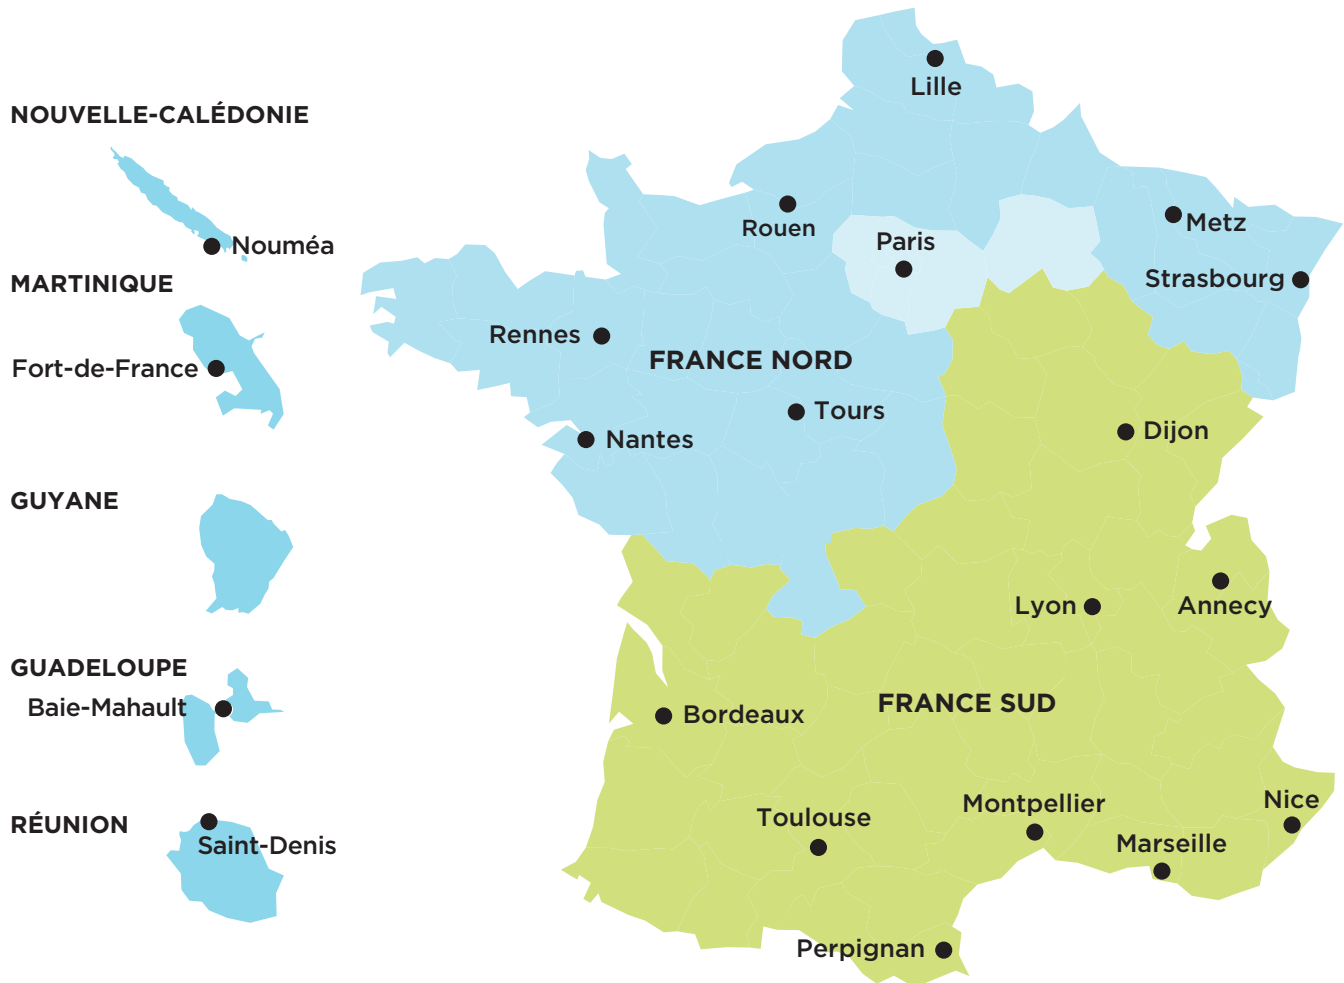 NOUVELLE-CALÉDONIE
Nouméa
MARTINIQUE
Fort-de-France
GUYANE
GUADELOUPE
Baie-Mahault
RÉUNION
Saint-Denis
Lille
Rouen
Paris
Metz
Strasbourg
Rennes
FRANCE NORD
Tours
Nantes
Dijon
Lyon
Annecy
FRANCE SUD
Bordeaux
Toulouse
Montpellier
Nice
Marseille
Perpignan